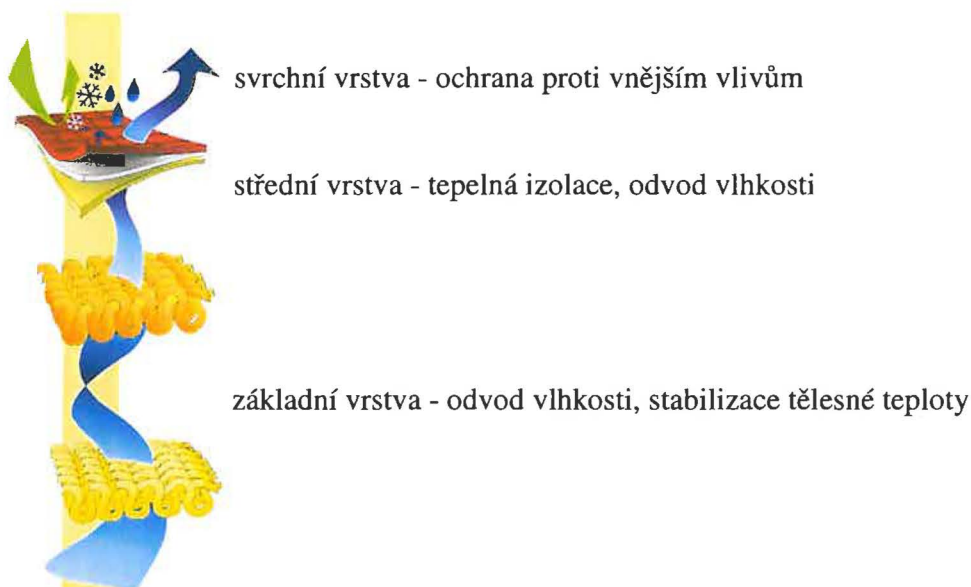 svrchní vrstva - ochrana proti vnějším vlivům
střední vrstva - tepelná izolace, odvod vlhkosti
základní vrstva - odvod vlhkosti, stabilizace tělesné teploty